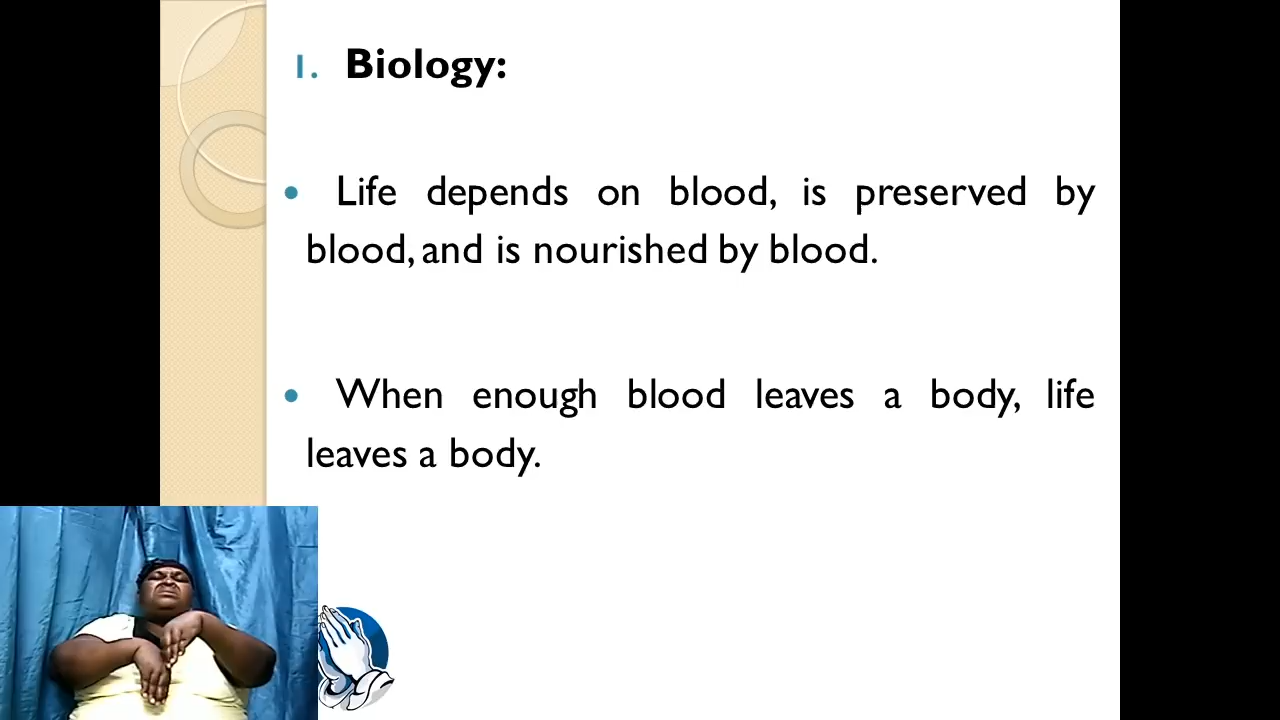 1. Biology:
• Life depends on blood, is preserved by
blood, and is nourished by blood.
• When enough blood leaves a body, life
leaves a body.